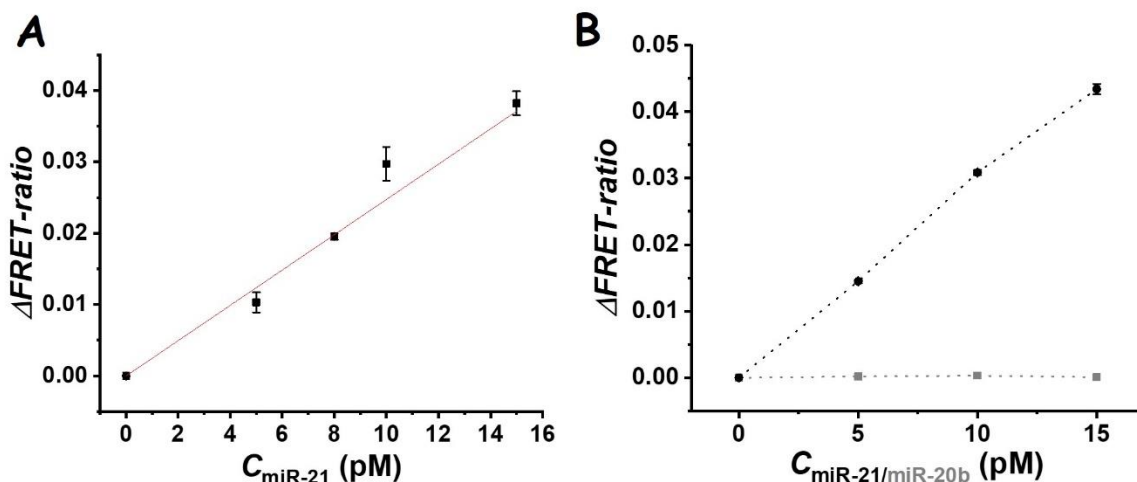 A
B
ΔFRET-ratio
0.04
0.03
0.02
0.01
0.00
0 2 4 6 8 10 12 14 16
CmiR-21 (pM)
ΔFRET-ratio
0.05
0.04
0.03
0.02
0.01
0.00
0 5 10 15
CmiR-21/miR-20b (pM)